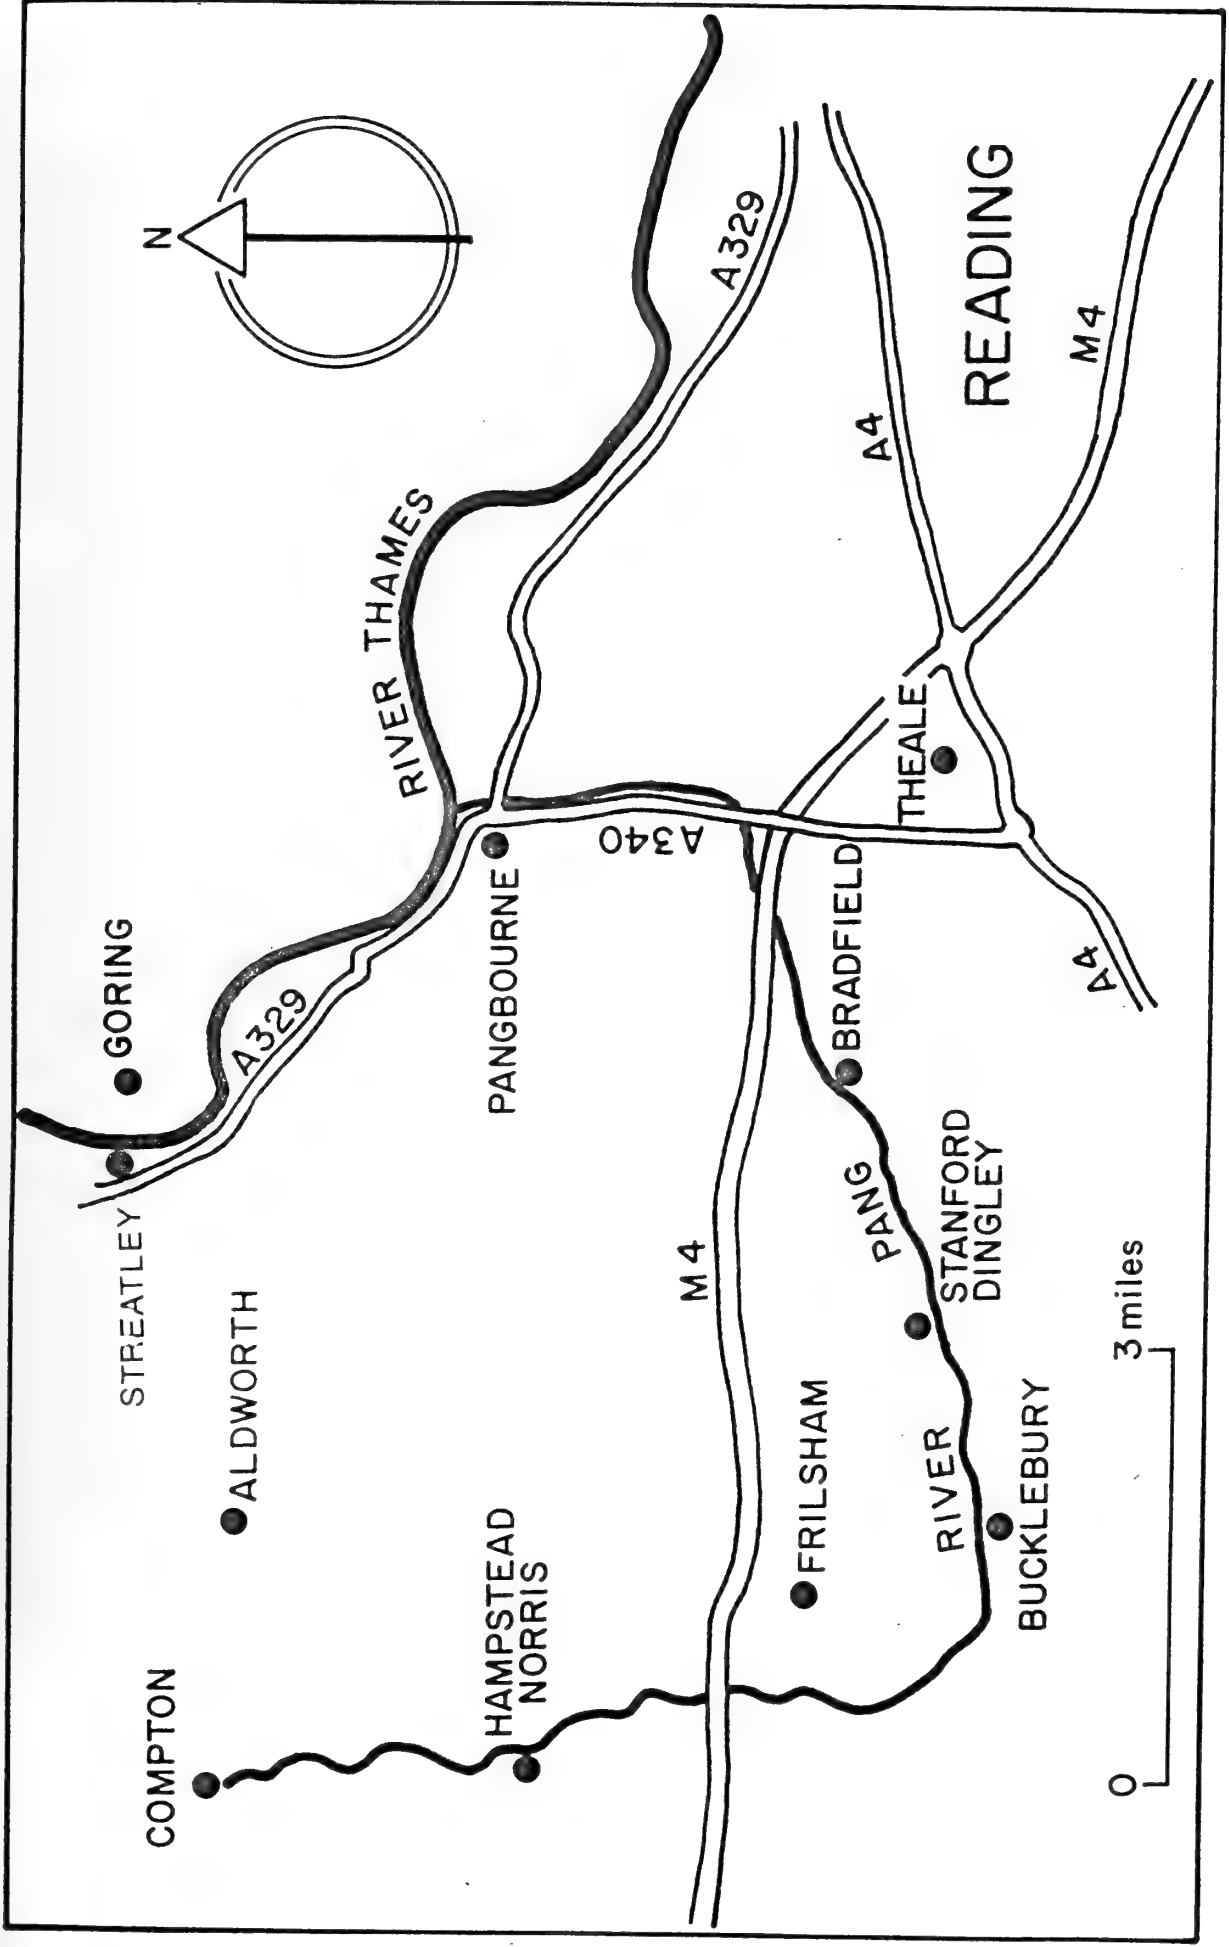 N
GORING
STREATLEY
COMPTON
ALDWORTH
A329
RIVER THAMES
PANGBOURNE
HAMPSTEAD
NORRIS
A340
M4
A329
FRILSHAM
BRADFIELD
A4
THEALE
RIVER PANG
STANFORD
DINGLEY
READING
BUCKLEBURY
M4
A4
0 3 miles